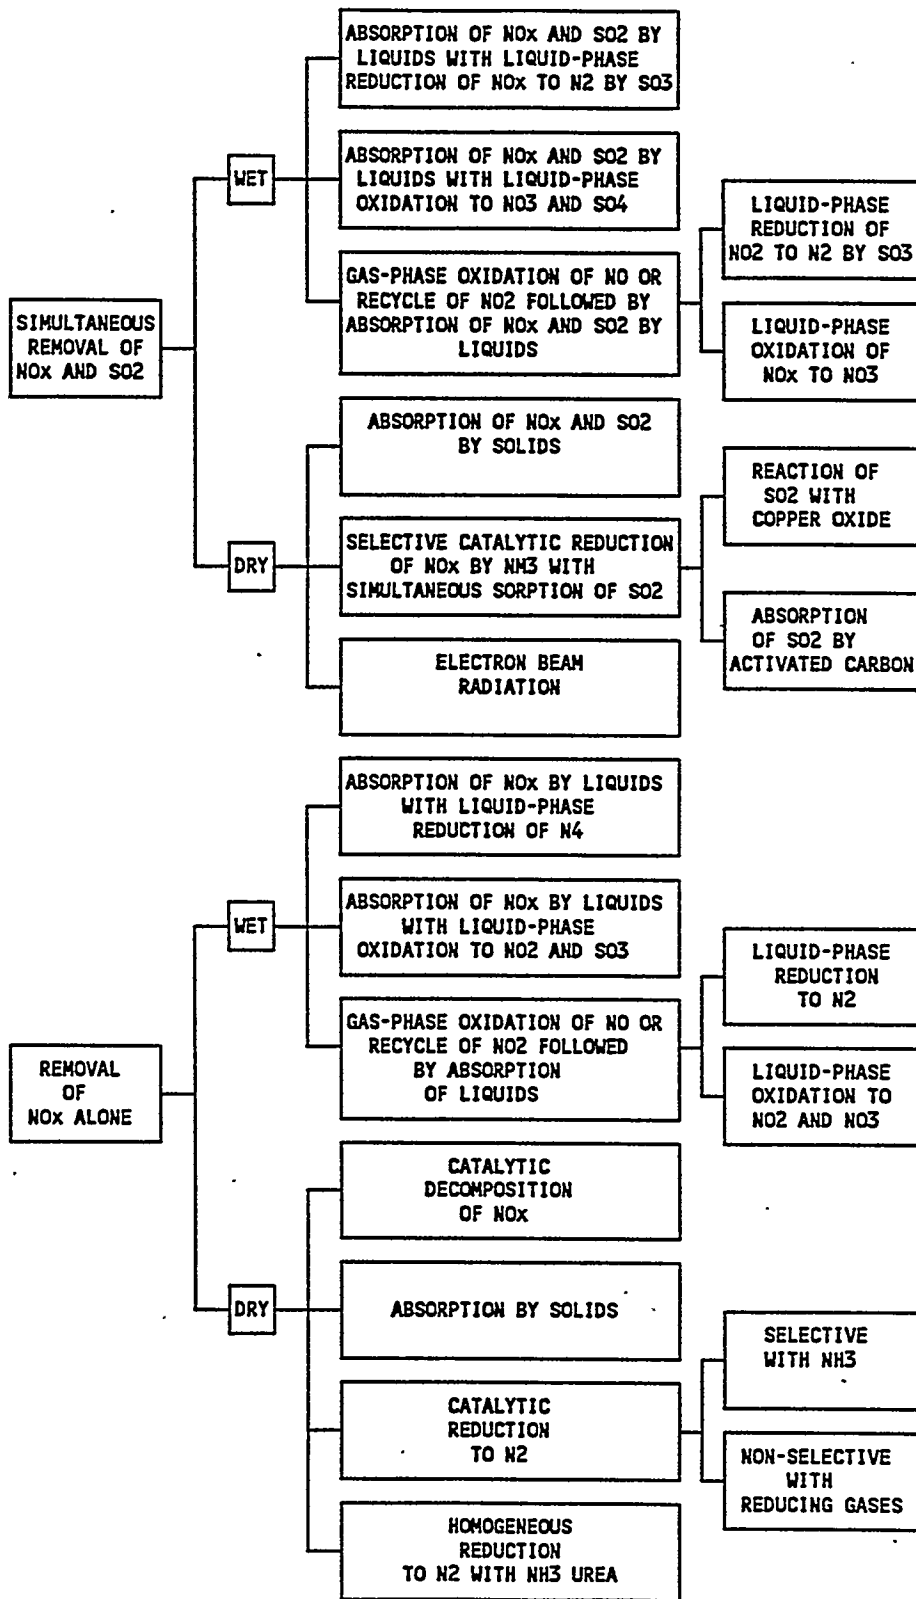 ABSORPTION OF NOx AND SO2 BY
LIQUIDS WITH LIQUID-PHASE
REDUCTION OF NOx TO N2 BY SO3
WET
ABSORPTION OF NOx AND SO2 BY
LIQUIDS WITH LIQUID-PHASE
OXIDATION TO NO3 AND SO4
LIQUID-PHASE
REDUCTION OF
NO2 TO N2 BY SO3
GAS-PHASE OXIDATION OF NO OR
RECYCLE OF NO2 FOLLOWED BY
ABSORPTION OF NOx AND SO2 BY
LIQUIDS
SIMULTANEOUS
REMOVAL OF
NOx AND SO2
LIQUID-PHASE
OXIDATION OF
NOx TO NO3
ABSORPTION OF NOx AND SO2
BY SOLIDS
REACTION OF
SO2 WITH
COPPER OXIDE
DRY
SELECTIVE CATALYTIC REDUCTION
OF NOx BY NM3 WITH
SIMULTANEOUS SORPTION OF SO2
ABSORPTION
OF SO2 BY
ACTIVATED CARBON
ELECTRON BEAM
RADIATION
ABSORPTION OF NOx BY LIQUIDS
WITH LIQUID-PHASE
REDUCTION OF N4
WET
ABSORPTION OF NOx BY LIQUIDS
WITH LIQUID-PHASE
OXIDATION TO NO2 AND SO3
LIQUID-PHASE
REDUCTION
TO N2
GAS-PHASE OXIDATION OF NO OR
RECYCLE OF NO2 FOLLOWED
BY ABSORPTION
OF LIQUIDS
REMOVAL
OF
NOx ALONE
LIQUID-PHASE
OXIDATION TO
NO2 AND NO3
CATALYTIC
DECOMPOSITION
OF NOx
DRY
ABSORPTION BY SOLIDS
SELECTIVE
WITH NH3
CATALYTIC
REDUCTION
TO N2
NON-SELECTIVE
WITH
REDUCING GASES
HOMOGENEOUS
REDUCTION
TO N2 WITH NH3 UREA